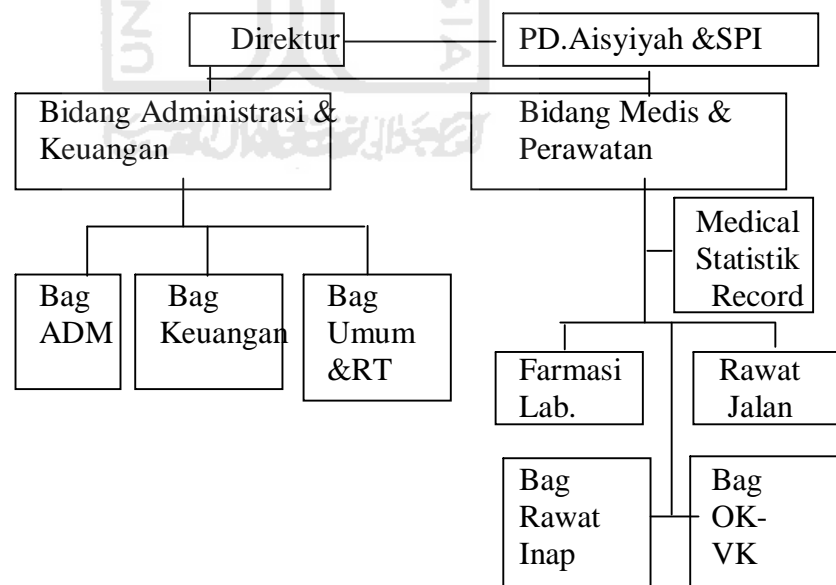 Direktur
PD.Aisyiyah &SPI
Bidang Administrasi &
Keuangan
Bidang Medis &
Perawatan
Medical
Statistik
Record
Bag
ADM
Bag
Keuangan
Bag
Umum
&RT
Farmasi
Lab.
Rawat
Jalan
Bag
Rawat
Inap
Bag
OK-
VK